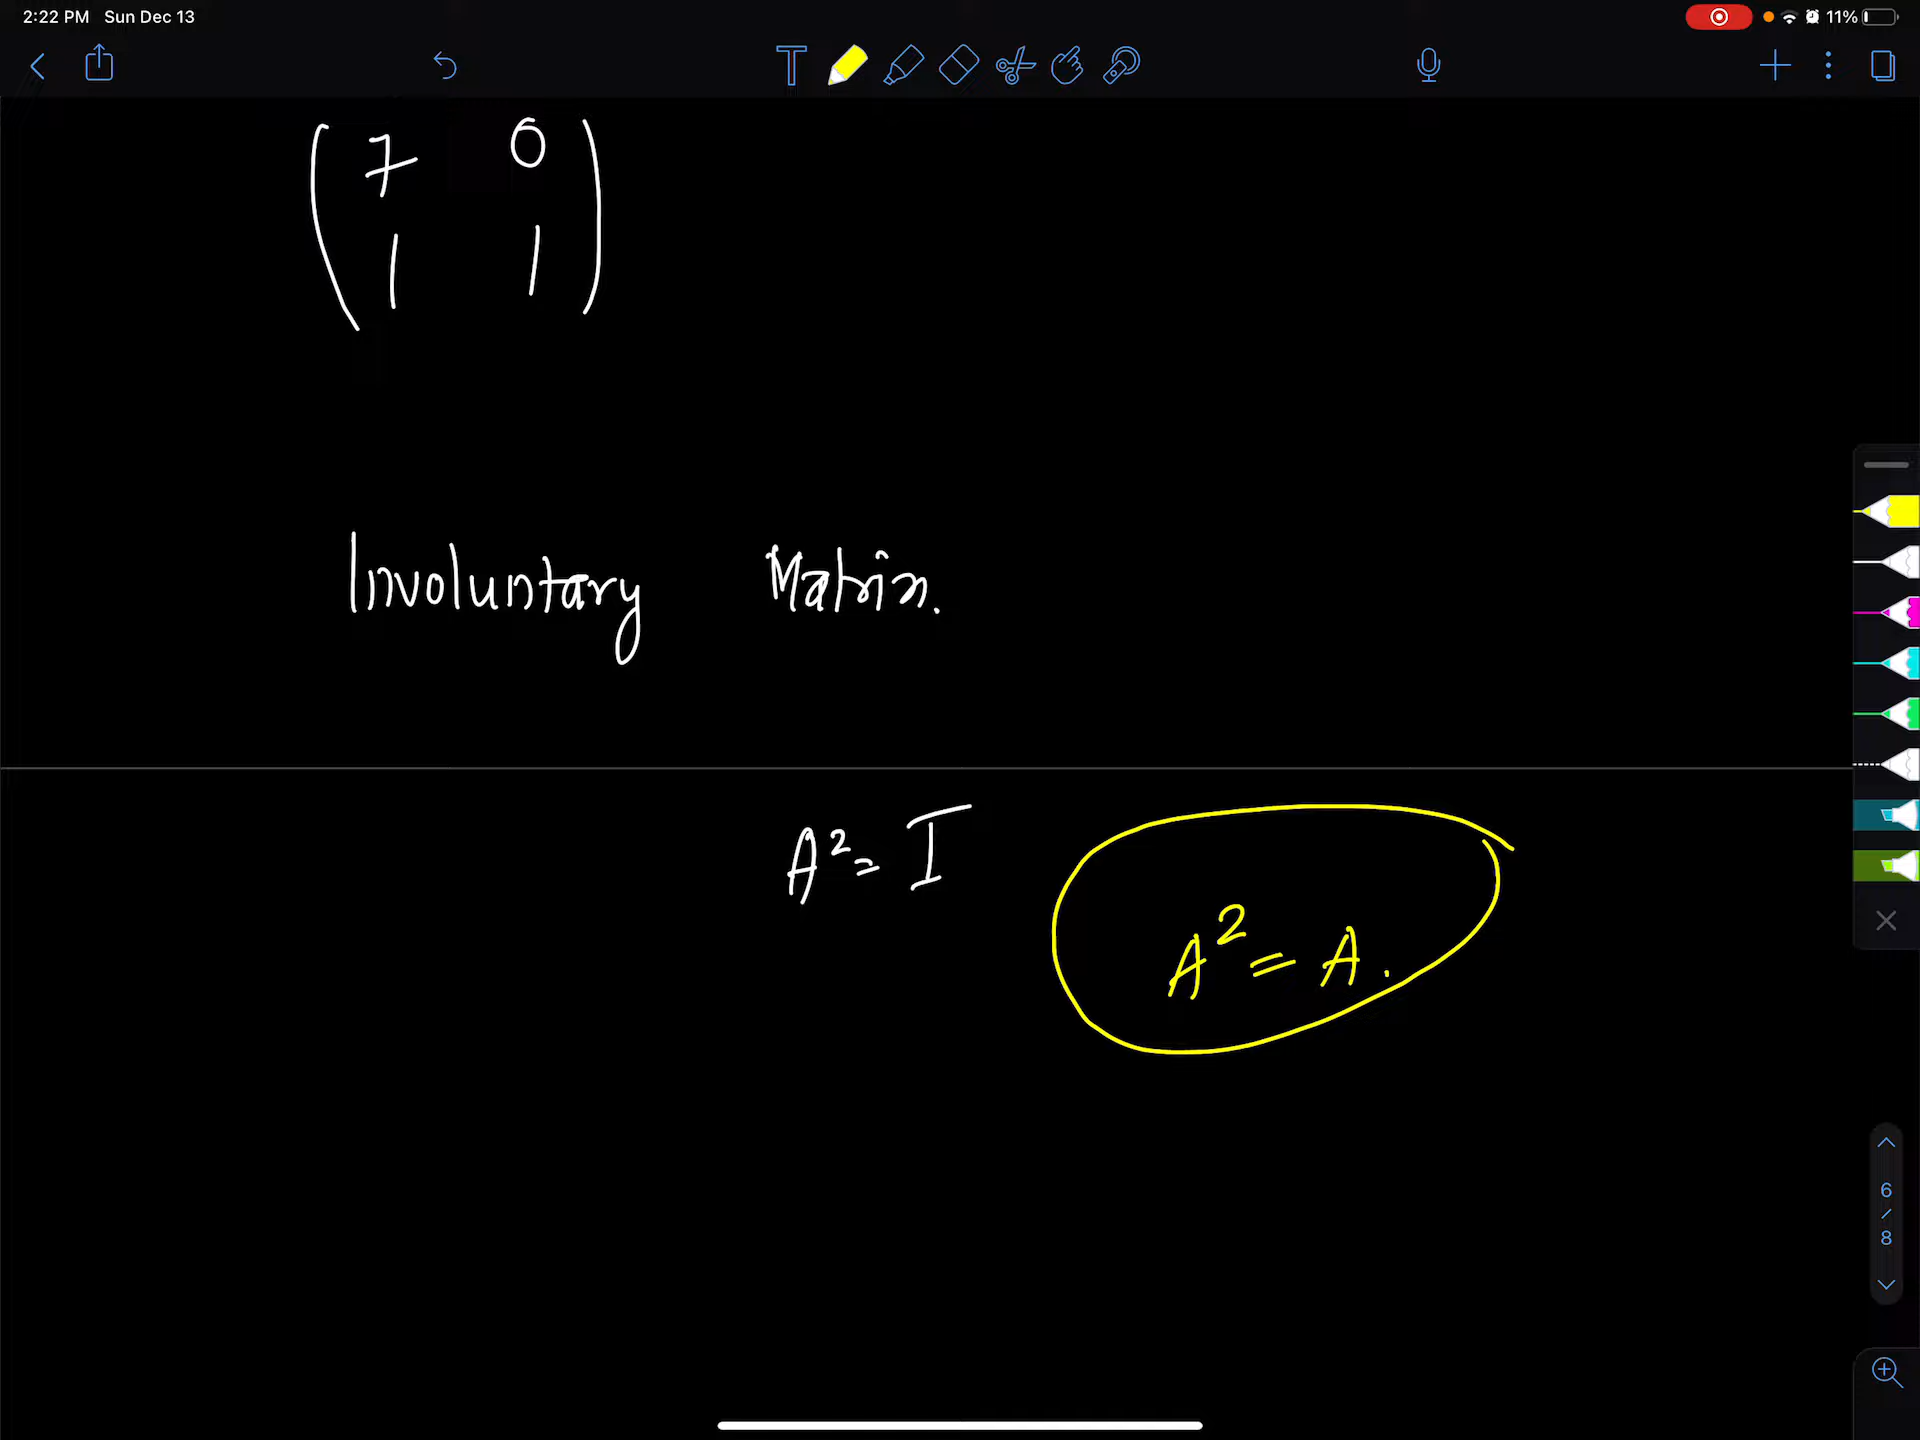 2:22 PM Sun Dec 13
11%
7 0
1 1
Involuntary Matrix.
A² = I
A² = A.
6
/
8